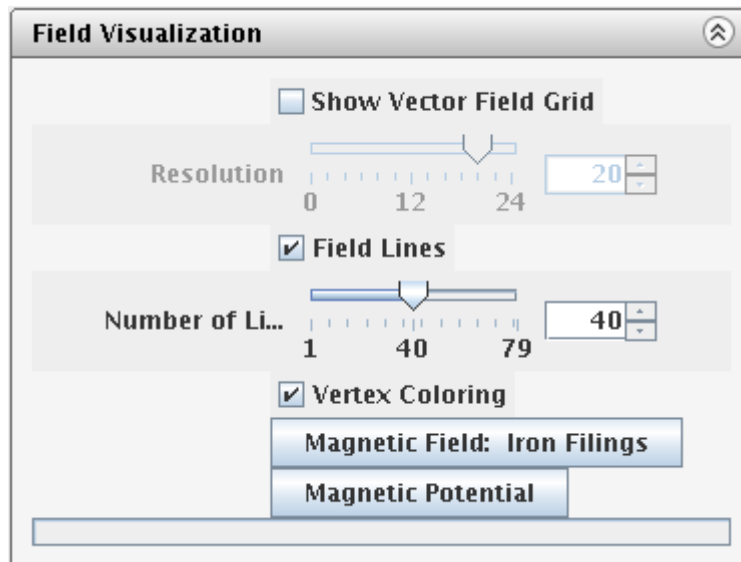 Field Visualization
Show Vector Field Grid
Resolution 20
0 12 24
Field Lines
Number of Li... 40
1 40 79
Vertex Coloring
Magnetic Field: Iron Filings
Magnetic Potential